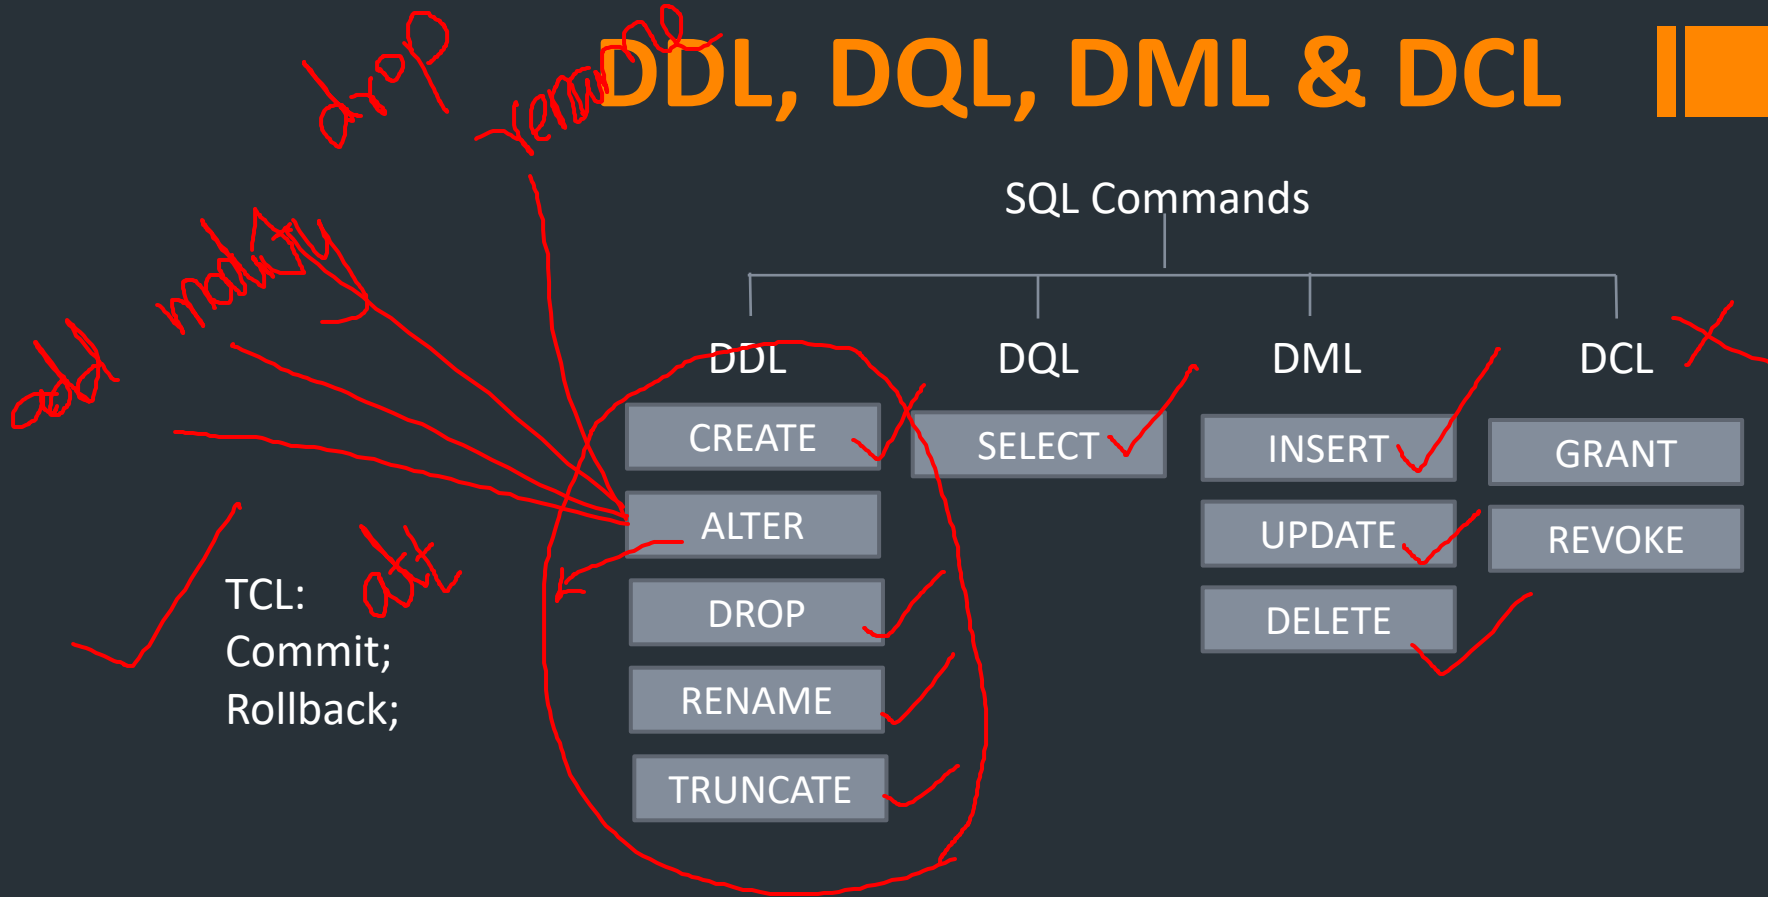 DDL, DQL, DML & DCL
drop
rename
SQL Commands
modify
add
DDL
DQL
DML
DCL
CREATE
SELECT
INSERT
GRANT
ALTER
UPDATE
REVOKE
DROP
DELETE
RENAME
TRUNCATE
TCL:
Commit;
Rollback;